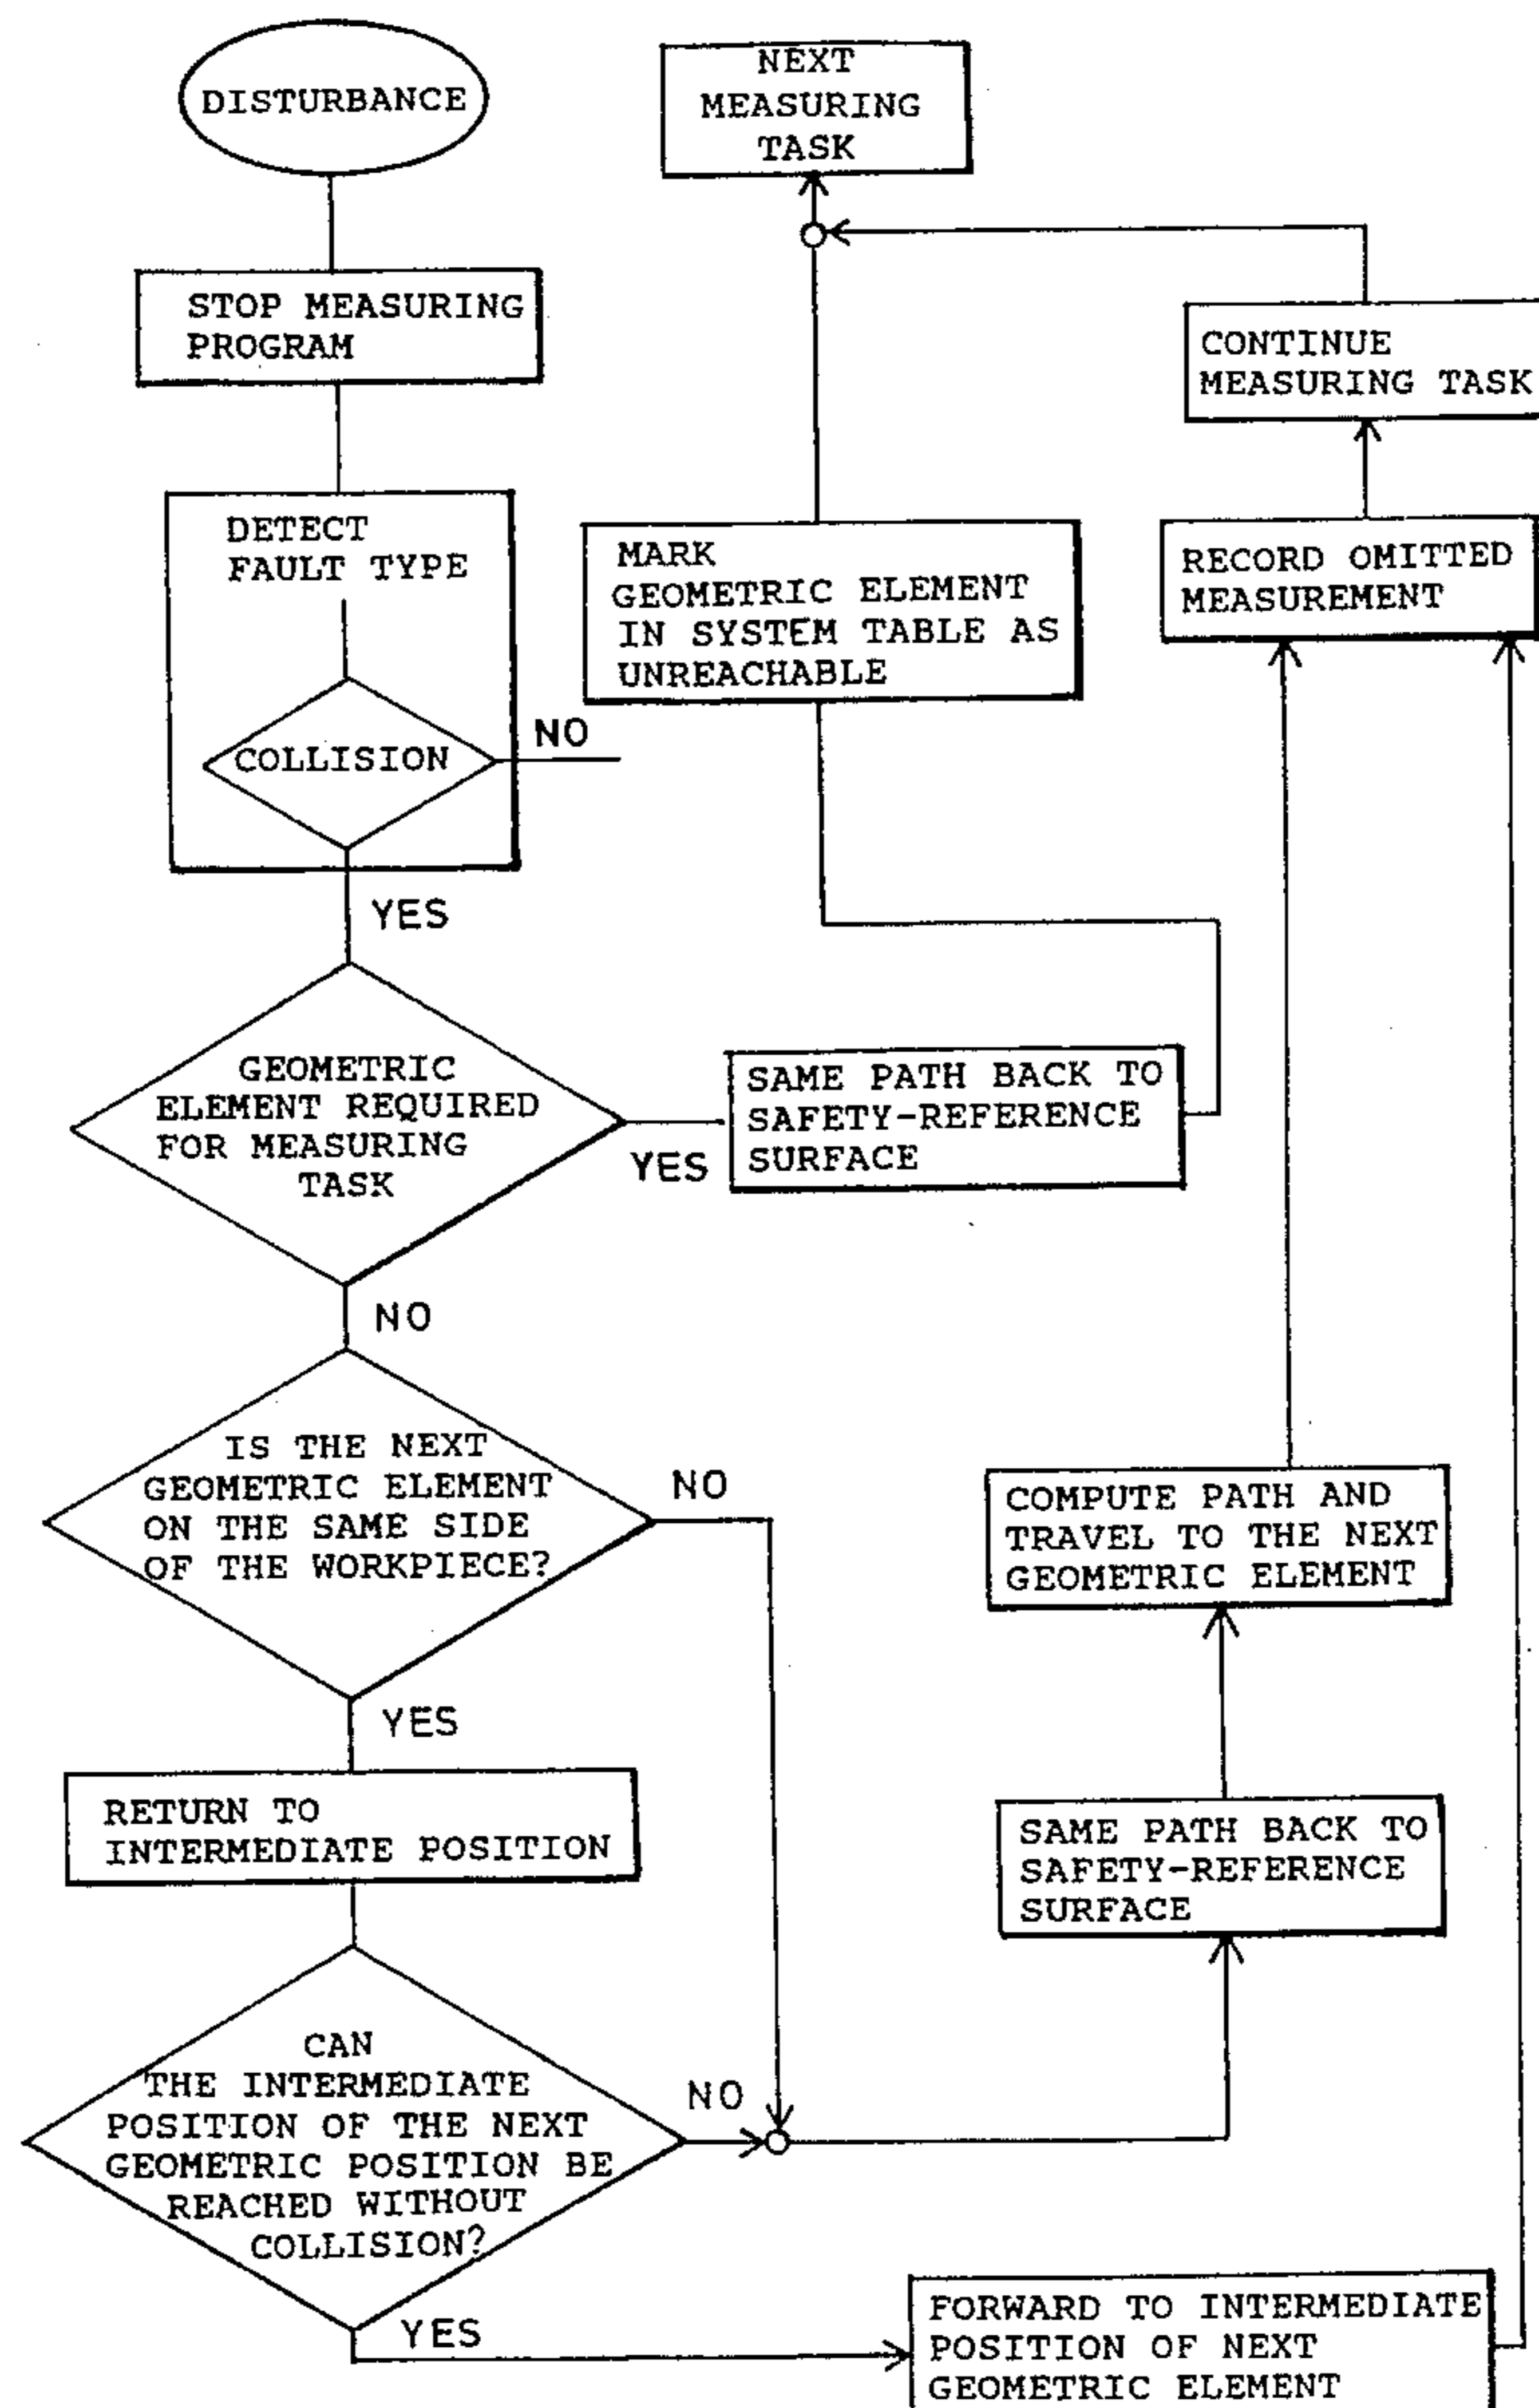 DISTURBANCE
STOP MEASURING
PROGRAM
DETECT
FAULT TYPE
COLLISION
NO
YES
GEOMETRIC
ELEMENT REQUIRED
FOR MEASURING
TASK
YES
NO
IS THE NEXT
GEOMETRIC ELEMENT
ON THE SAME SIDE
OF THE WORKPIECE?
NO
YES
RETURN TO
INTERMEDIATE POSITION
CAN
THE INTERMEDIATE
POSITION OF THE NEXT
GEOMETRIC POSITION BE
REACHED WITHOUT
COLLISION?
NO
YES
NEXT
MEASURING
TASK
MARK
GEOMETRIC ELEMENT
IN SYSTEM TABLE AS
UNREACHABLE
SAME PATH BACK TO
SAFETY-REFERENCE
SURFACE
CONTINUE
MEASURING TASK
RECORD OMITTED
MEASUREMENT
COMPUTE PATH AND
TRAVEL TO THE NEXT
GEOMETRIC ELEMENT
SAME PATH BACK TO
SAFETY-REFERENCE
SURFACE
FORWARD TO INTERMEDIATE
POSITION OF NEXT
GEOMETRIC ELEMENT